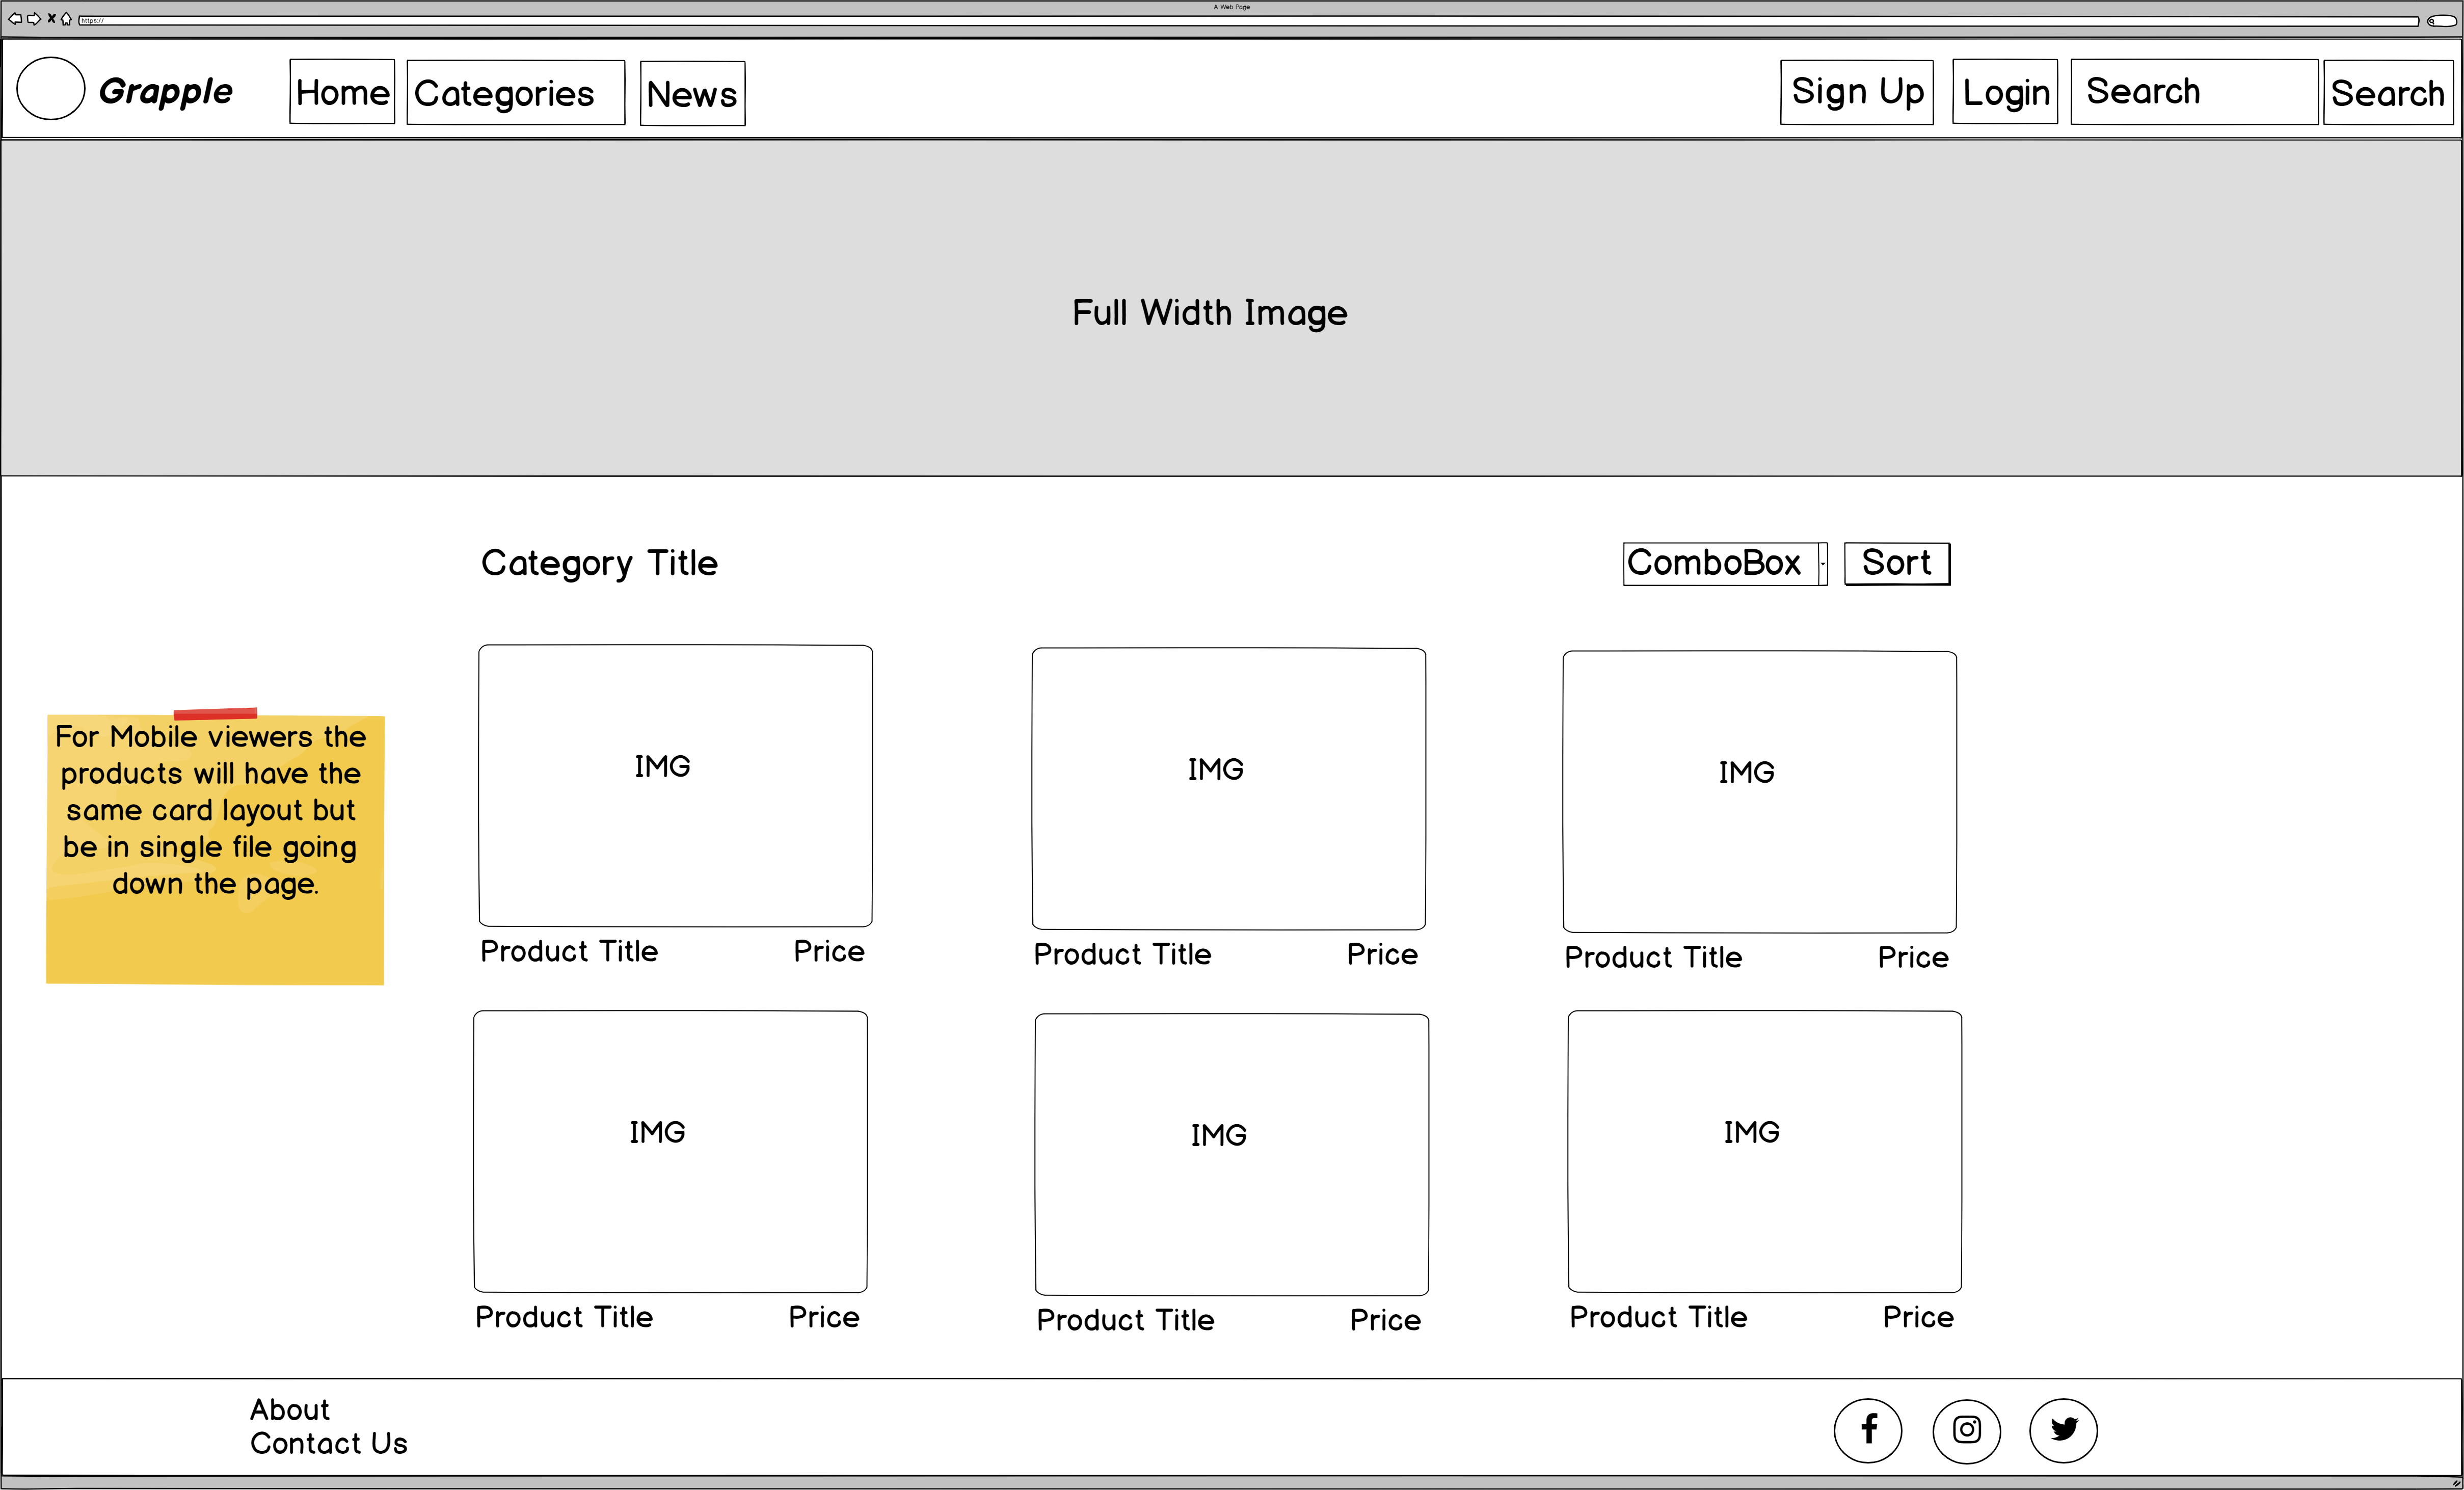 A Web Page
https://
Grapple
Home
Categories
News
Sign Up
Login
Search
Search
Full Width Image
Category Title
ComboBox
Sort
For Mobile viewers the
products will have the
same card layout but
be in single file going
down the page.
IMG
IMG
IMG
Product Title Price
Product Title Price
Product Title Price
IMG
IMG
IMG
Product Title Price
Product Title Price
Product Title Price
About
Contact Us